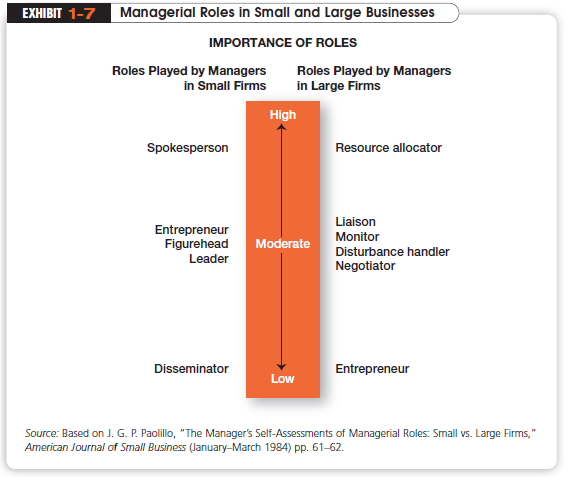 EXHIBIT 1-7 Managerial Roles in Small and Large Businesses
IMPORTANCE OF ROLES
Roles Played by Managers
in Small Firms
Roles Played by Managers
in Large Firms
High
Spokesperson
Resource allocator
Entrepreneur
Figurehead
Leader
Moderate
Liaison
Monitor
Disturbance handler
Negotiator
Disseminator
Entrepreneur
Low
Source: Based on J. G. P. Paolillo, "The Manager's Self-Assessments of Managerial Roles: Small vs. Large Firms,"
American Journal of Small Business (January–March 1984) pp. 61–62.